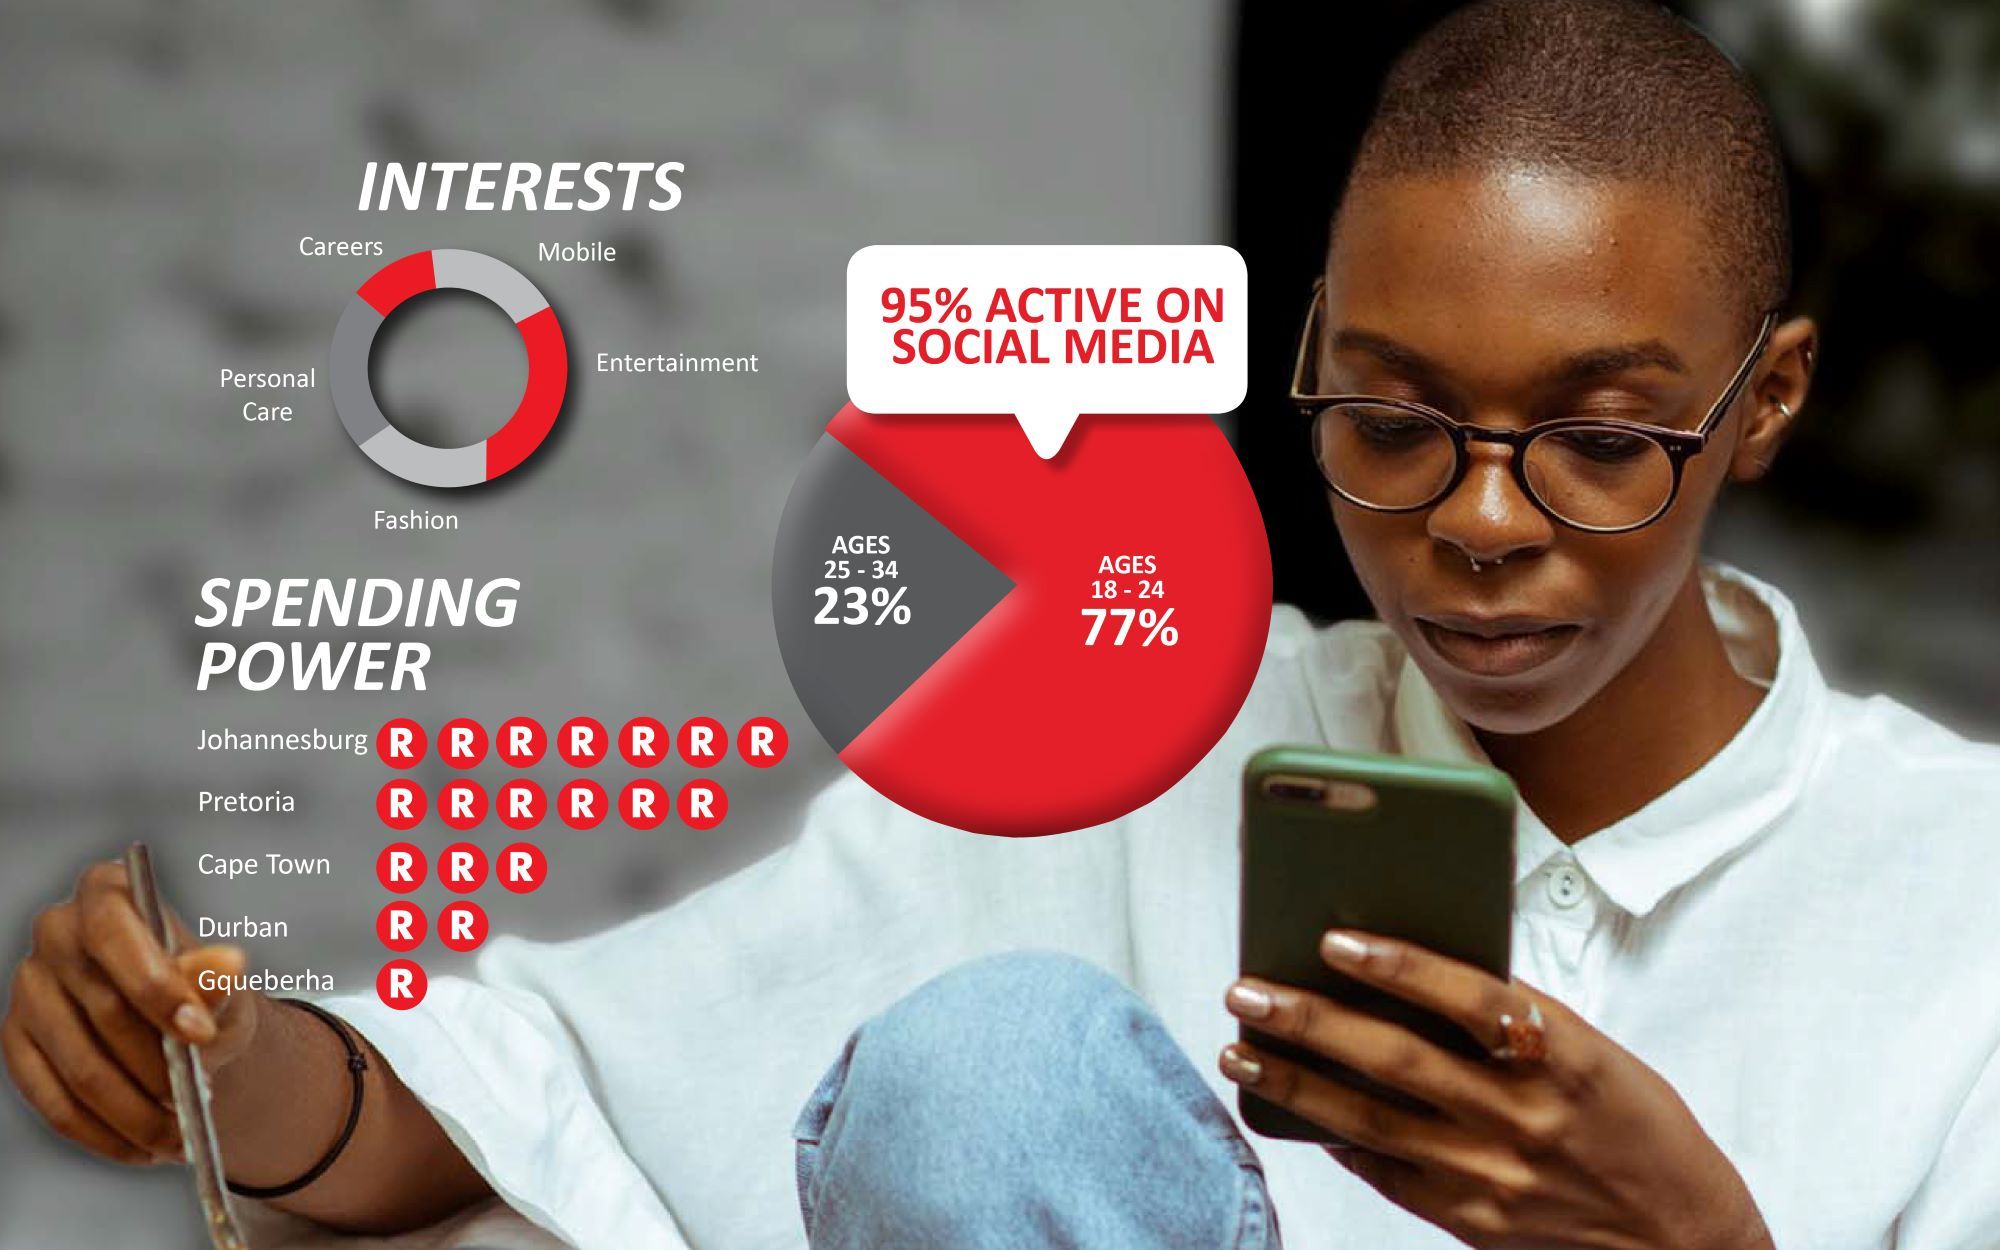 INTERESTS
Careers
Mobile
Entertainment
Personal
Care
Fashion
95% ACTIVE ON
SOCIAL MEDIA
AGES
25 - 34
23%
AGES
18 - 24
77%
SPENDING
POWER
Johannesburg R R R R R R R
Pretoria R R R R R R
Cape Town R R R
Durban R R
Gqueberha R